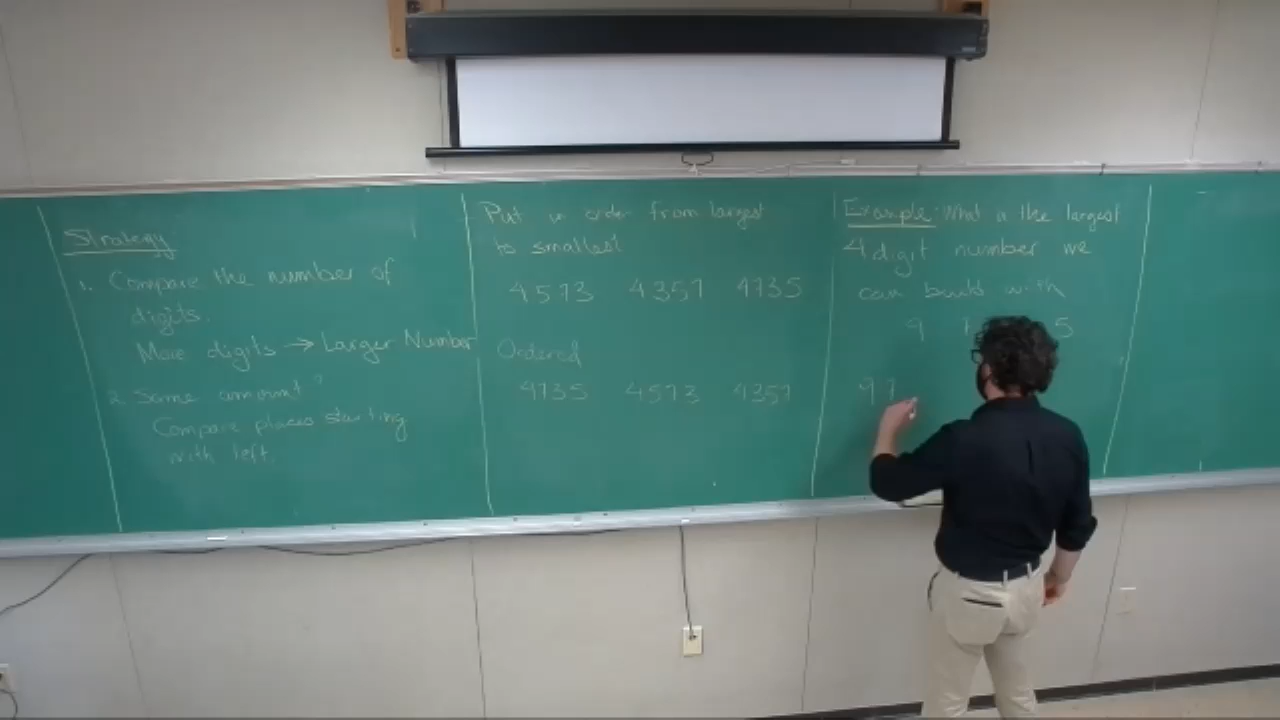 Strategy:
1. Compare the number of
digits.
More digits → Larger Number
2. Same amount?
Compare places starting
with left.
Put in order from largest
to smallest
4573 4357 4735
Ordered
4735 4573 4357
Example: What is the largest
4 digit number we
can build with
9 5
97